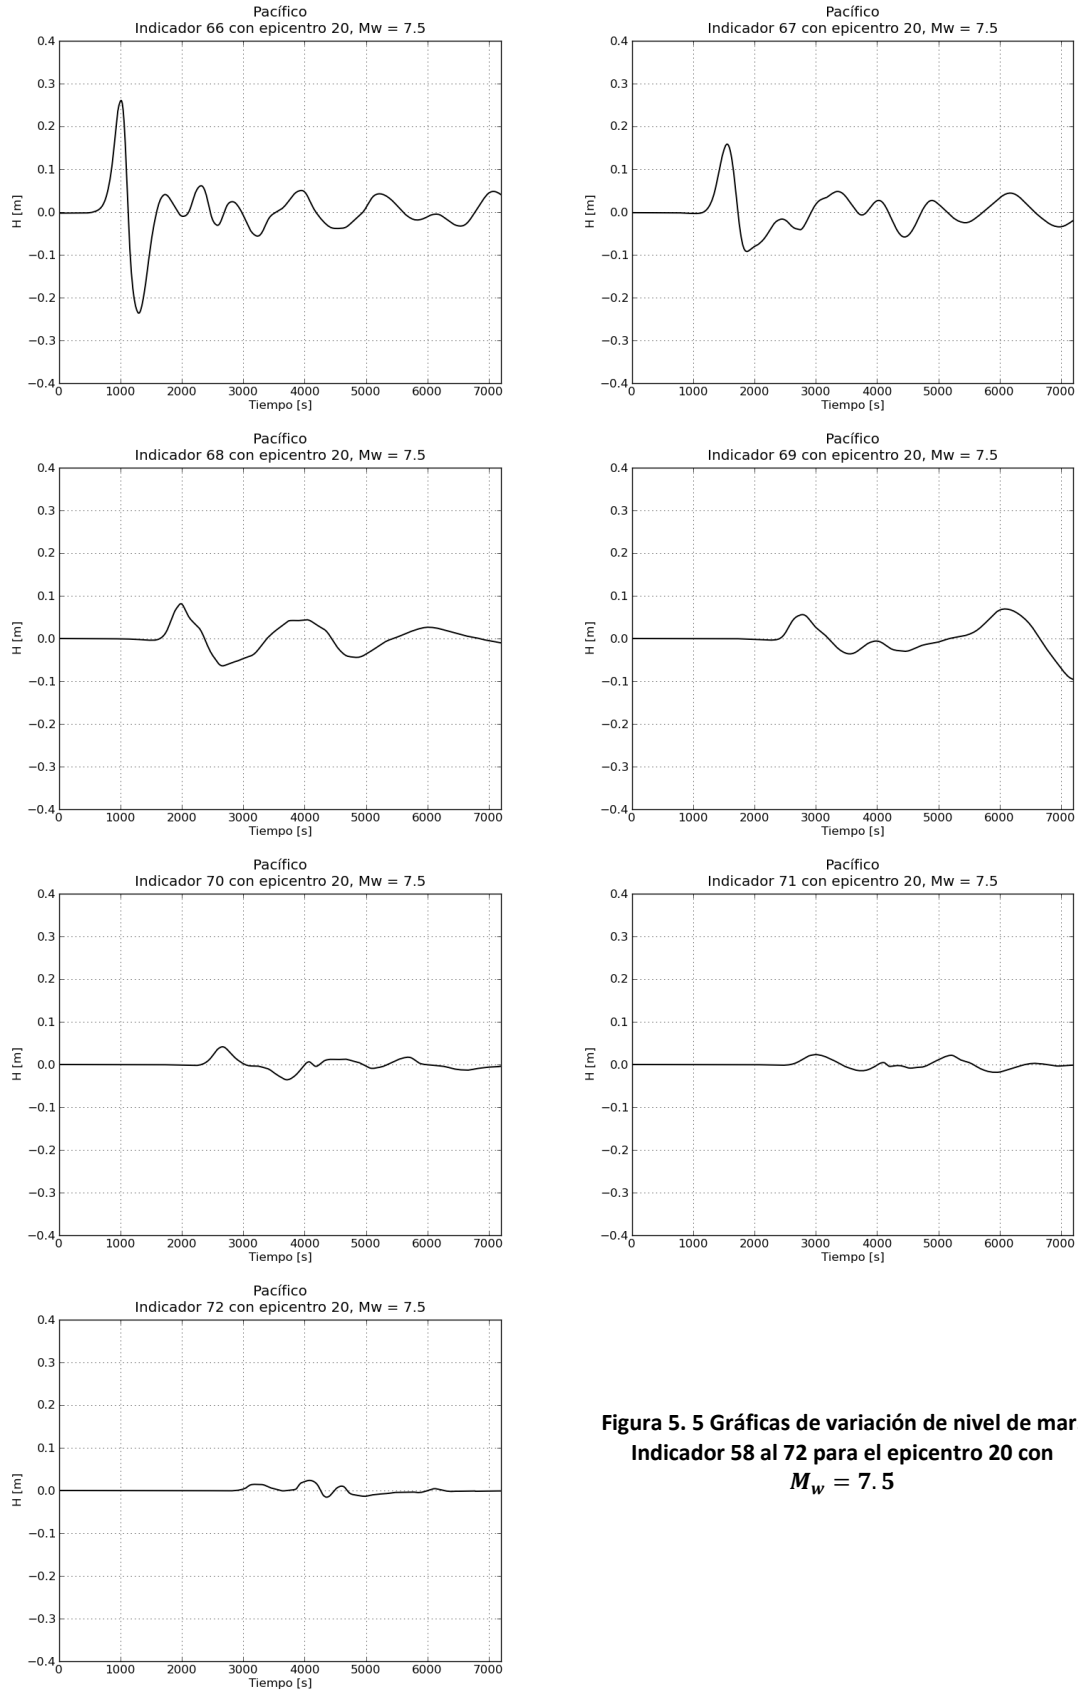 Pacífico
Indicador 66 con epicentro 20, Mw = 7.5
0.4
0.3
0.2
0.1
0.0
−0.1
−0.2
−0.3
−0.4
H [m]
0 1000 2000 3000 4000 5000 6000 7000
Tiempo [s]
Pacífico
Indicador 67 con epicentro 20, Mw = 7.5
0.4
0.3
0.2
0.1
0.0
−0.1
−0.2
−0.3
−0.4
H [m]
0 1000 2000 3000 4000 5000 6000 7000
Tiempo [s]
Pacífico
Indicador 68 con epicentro 20, Mw = 7.5
0.4
0.3
0.2
0.1
0.0
−0.1
−0.2
−0.3
−0.4
H [m]
0 1000 2000 3000 4000 5000 6000 7000
Tiempo [s]
Pacífico
Indicador 69 con epicentro 20, Mw = 7.5
0.4
0.3
0.2
0.1
0.0
−0.1
−0.2
−0.3
−0.4
H [m]
0 1000 2000 3000 4000 5000 6000 7000
Tiempo [s]
Pacífico
Indicador 70 con epicentro 20, Mw = 7.5
0.4
0.3
0.2
0.1
0.0
−0.1
−0.2
−0.3
−0.4
H [m]
0 1000 2000 3000 4000 5000 6000 7000
Tiempo [s]
Pacífico
Indicador 71 con epicentro 20, Mw = 7.5
0.4
0.3
0.2
0.1
0.0
−0.1
−0.2
−0.3
−0.4
H [m]
0 1000 2000 3000 4000 5000 6000 7000
Tiempo [s]
Pacífico
Indicador 72 con epicentro 20, Mw = 7.5
0.4
0.3
0.2
0.1
0.0
−0.1
−0.2
−0.3
−0.4
H [m]
0 1000 2000 3000 4000 5000 6000 7000
Tiempo [s]
Figura 5. 5 Gráficas de variación de nivel de mar
Indicador 58 al 72 para el epicentro 20 con
M_w = 7.5